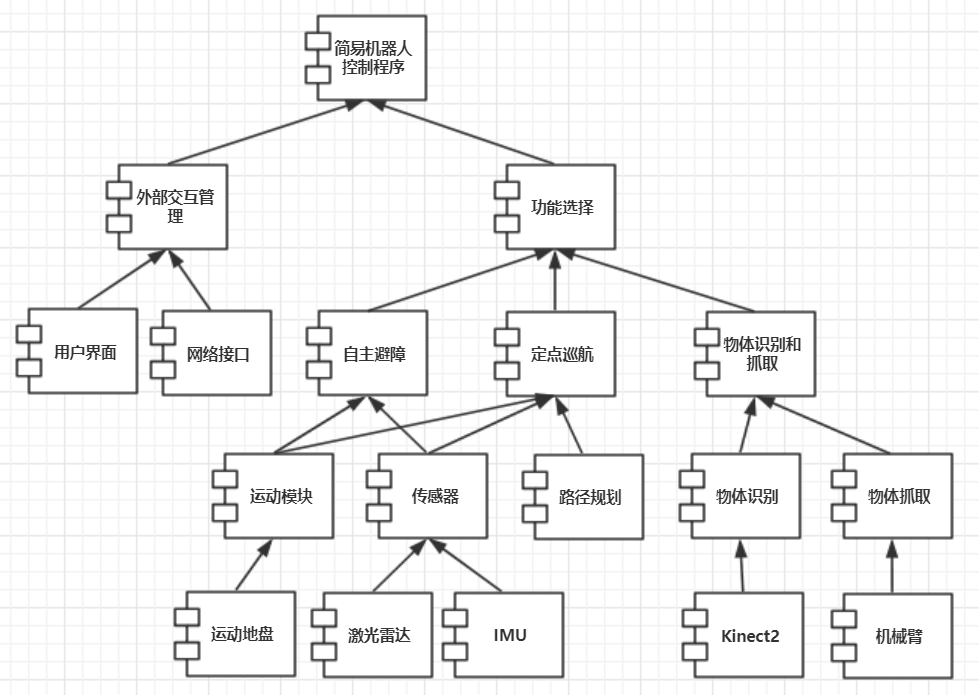 简易机器人
控制程序
外部交互管
理
功能选择
用户界面
网络接口
自主避障
定点巡航
物体识别和
抓取
运动模块
传感器
路径规划
物体识别
物体抓取
运动地盘
激光雷达
IMU
Kinect2
机械臂